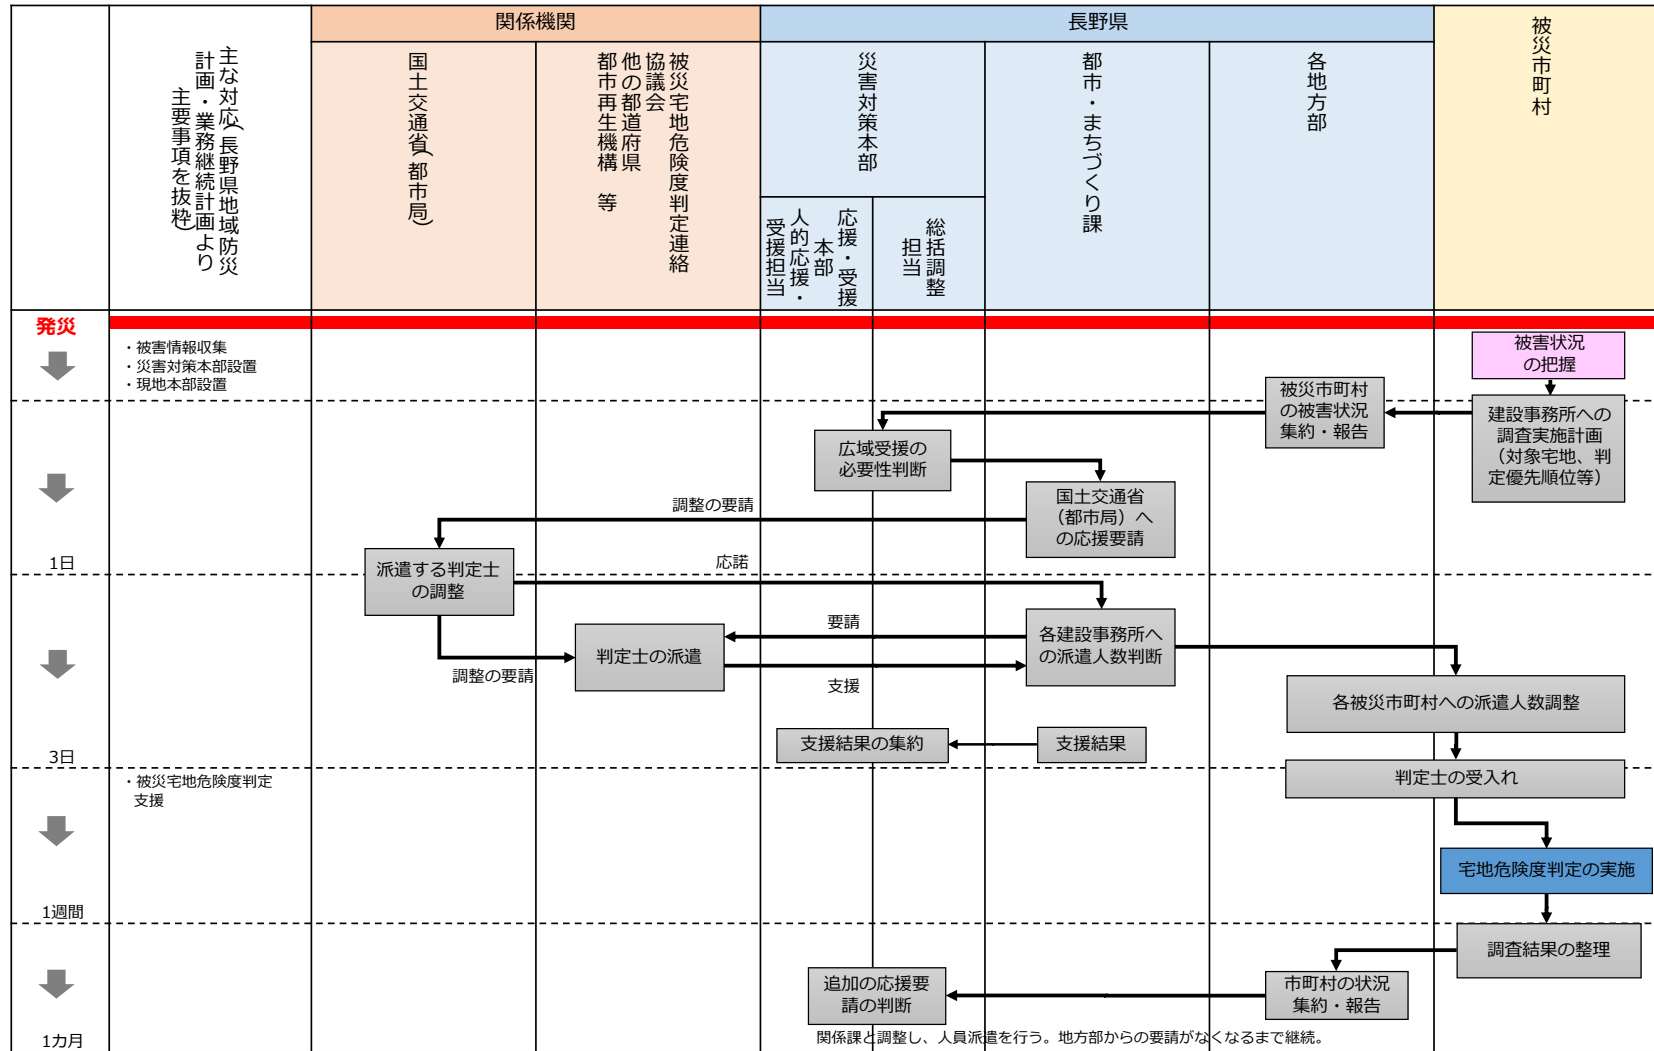 関係機関
長野県
被災市町村
主な対応(長野県地域防災
計画・業務継続計画より
主要事項を抜粋)
国土交通省(都市局)
被災宅地危険度判定連絡
協議会
他の都道府県
都市再生機構　等
災害対策本部
都市・まちづくり課
各地方部
応援・受援
本部
人的応援・
受援担当
総括調整
担当
発災
・被害情報収集
・災害対策本部設置
・現地本部設置
被害状況
の把握
被災市町村
の被害状況
集約・報告
建設事務所への
調査実施計画
（対象宅地、判
定優先順位等）
広域受援の
必要性判断
国土交通省
（都市局）へ
の応援要請
調整の要請
1日
派遣する判定士
の調整
応諾
要請
各建設事務所へ
の派遣人数判断
判定士の派遣
調整の要請
支援
各被災市町村への派遣人数調整
支援結果の集約
支援結果
3日
・被災宅地危険度判定
支援
判定士の受入れ
宅地危険度判定の実施
1週間
調査結果の整理
追加の応援要
請の判断
市町村の状況
集約・報告
関係課と調整し、人員派遣を行う。地方部からの要請がなくなるまで継続。
1カ月